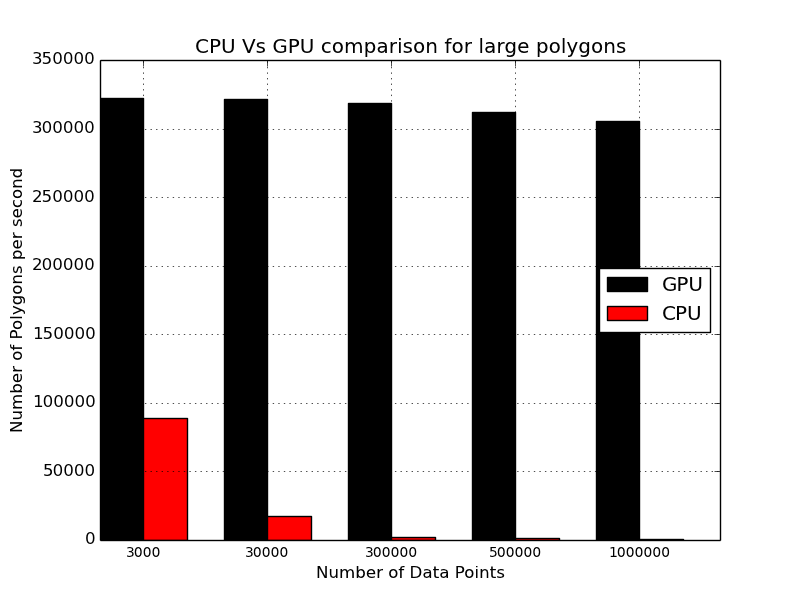 CPU Vs GPU comparison for large polygons
350000
300000
250000
200000
150000
100000
50000
0
Number of Polygons per second
GPU
CPU
3000 30000 300000 500000 1000000
Number of Data Points